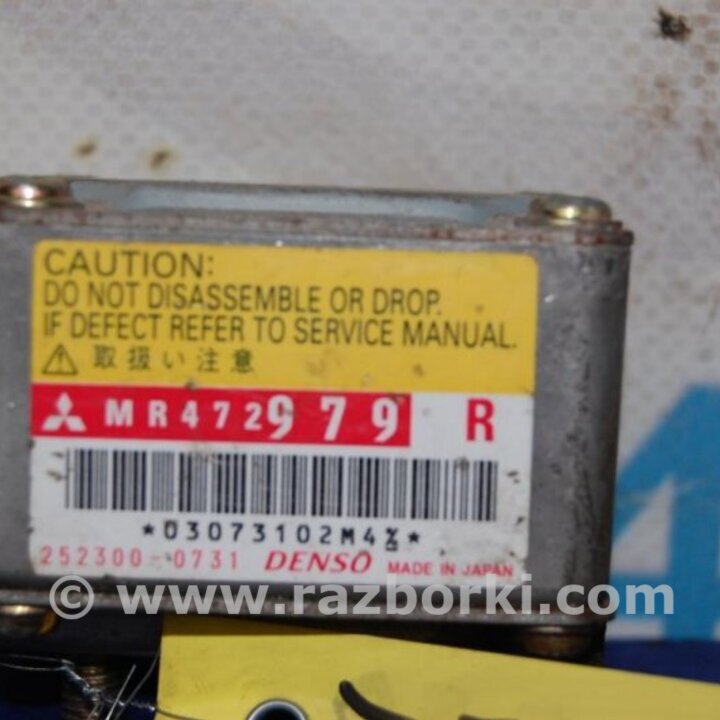 CAUTION:
DO NOT DISASSEMBLE OR DROP.
IF DEFECT REFER TO SERVICE MANUAL.
取扱い注意
MR472979 R
*03073102M4%*
252300-0731 DENSO MADE IN JAPAN
© www.razborki.com